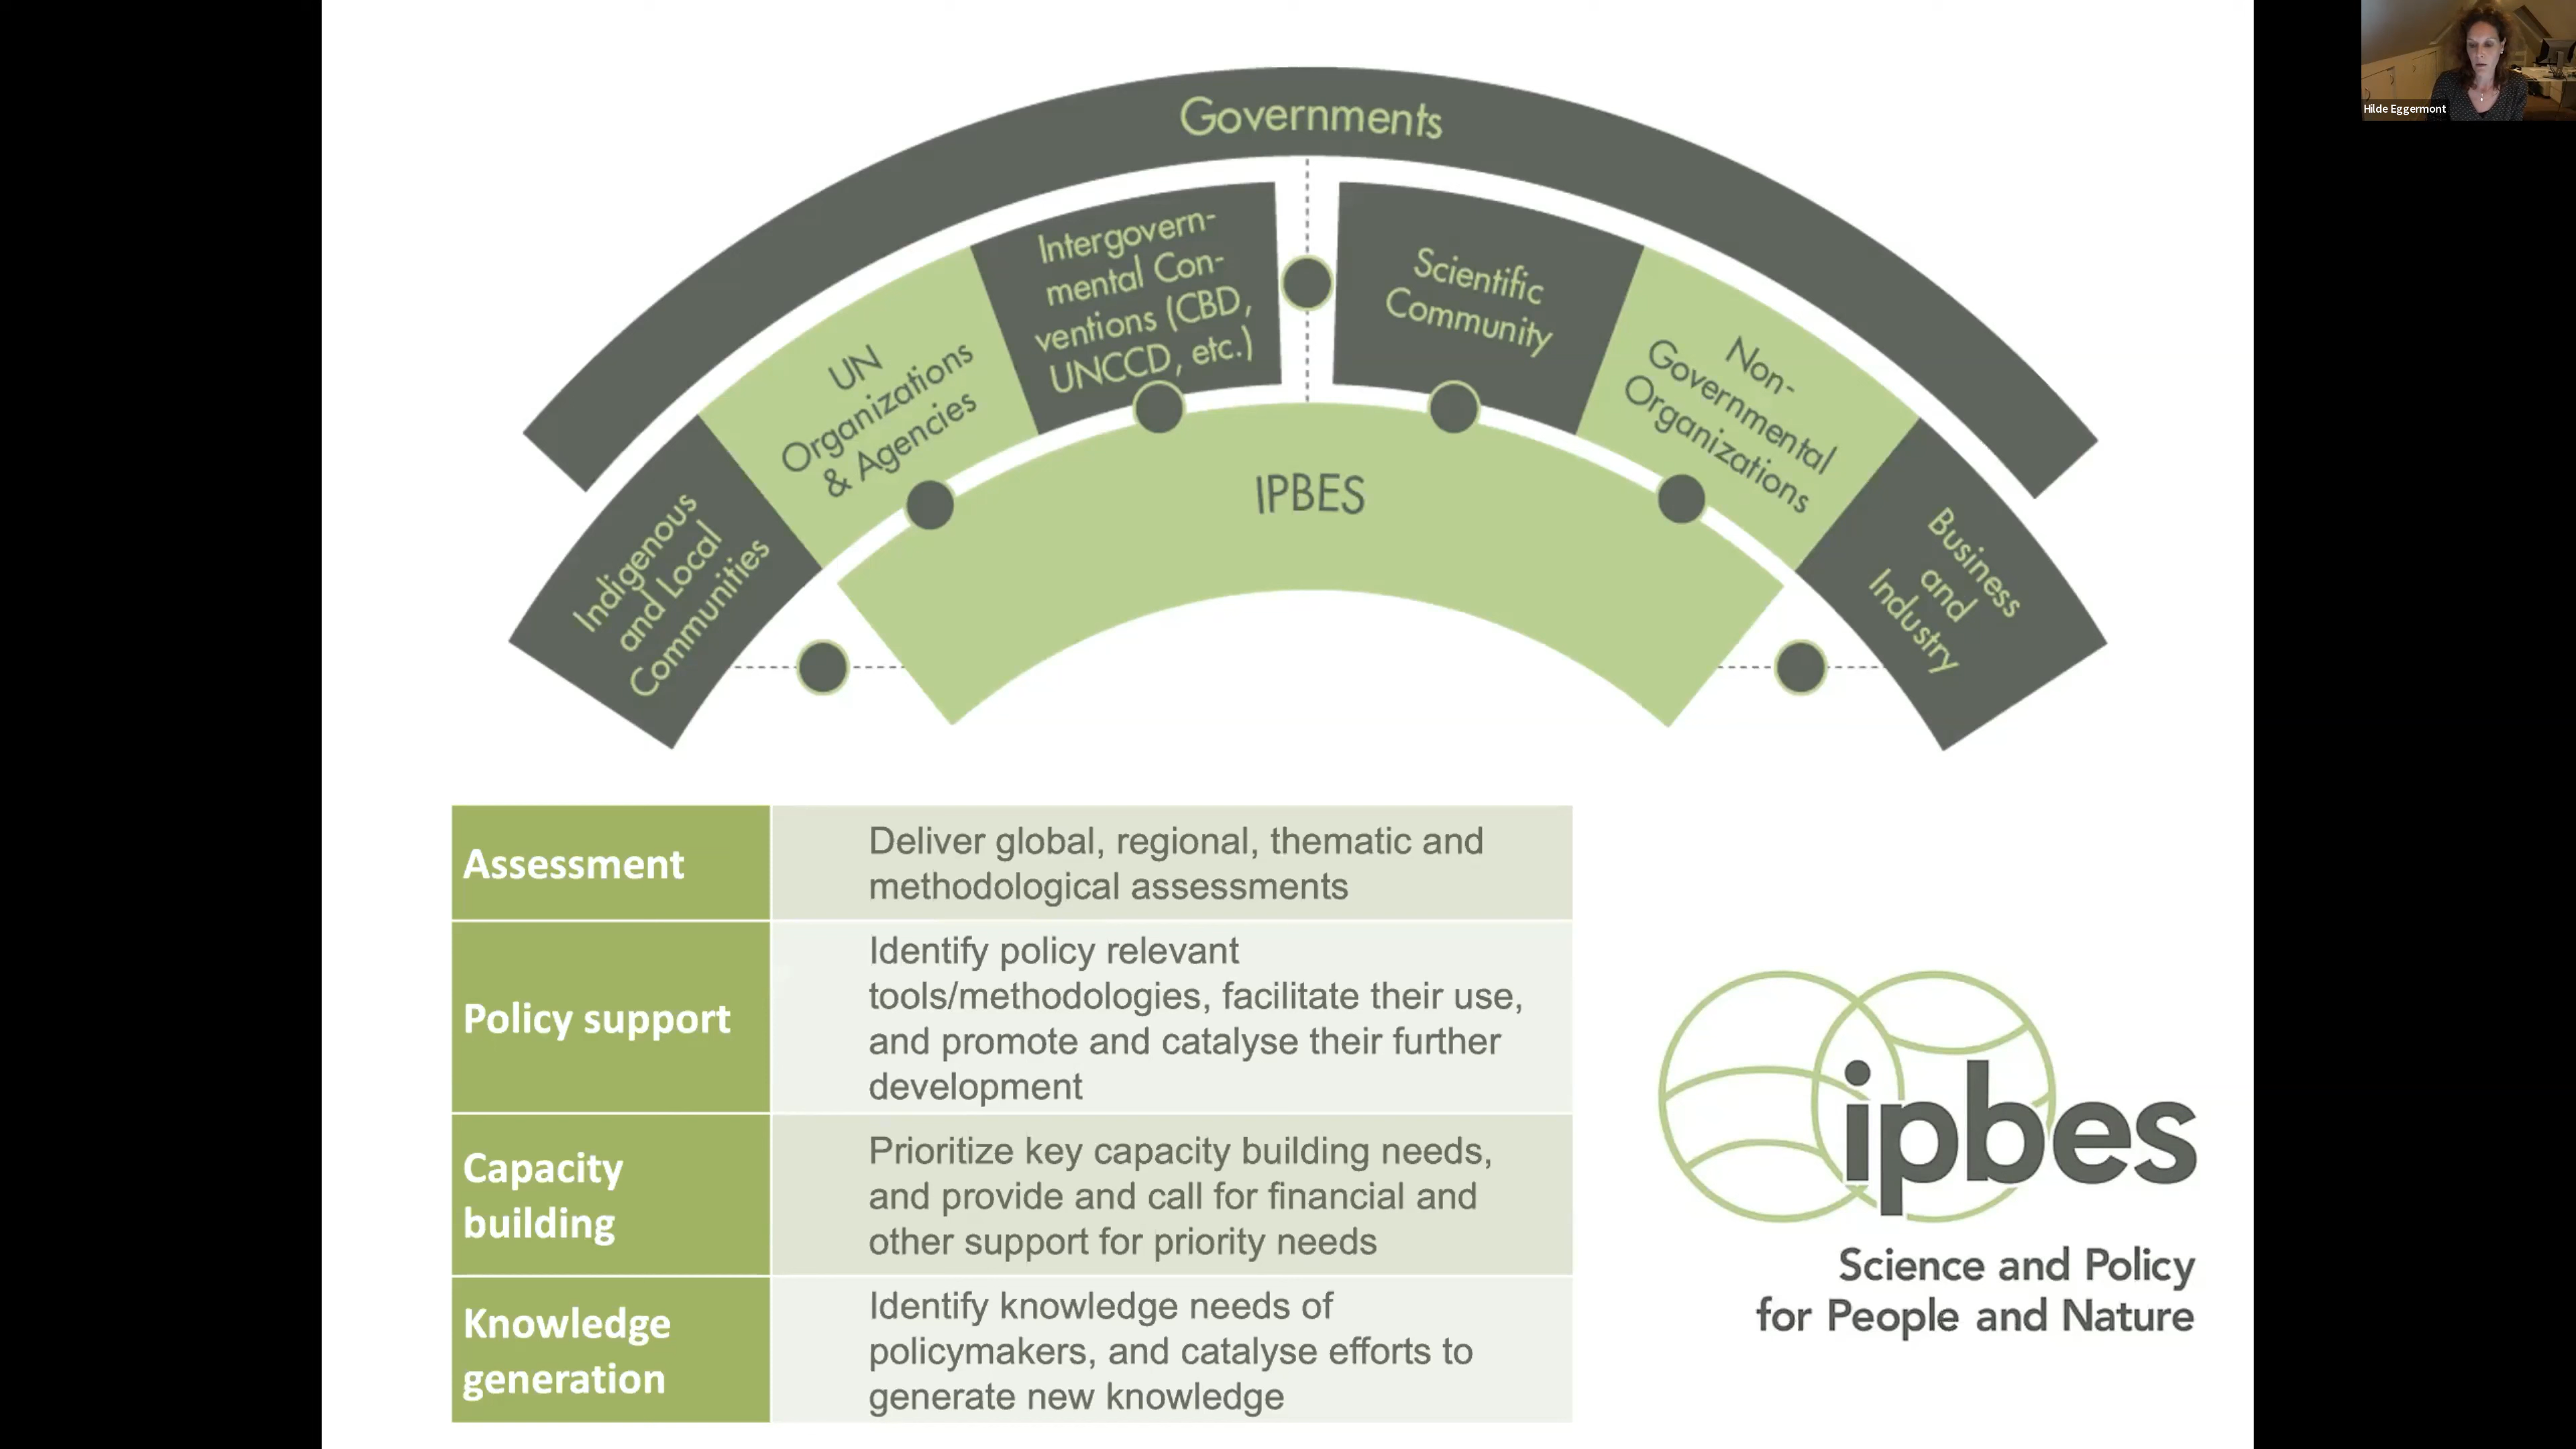 Hilde Eggermont
Governments
Intergovern-
mental Con-
ventions (CBD,
UNCCD, etc.)
Scientific
Community
UN
Organizations
& Agencies
Non-
Governmental
Organizations
Indigenous
and Local
Communities
IPBES
Business
and
Industry
Assessment
Deliver global, regional, thematic and
methodological assessments
Policy support
Identify policy relevant
tools/methodologies, facilitate their use,
and promote and catalyse their further
development
Capacity
building
Prioritize key capacity building needs,
and provide and call for financial and
other support for priority needs
Knowledge
generation
Identify knowledge needs of
policymakers, and catalyse efforts to
generate new knowledge
ipbes
Science and Policy
for People and Nature